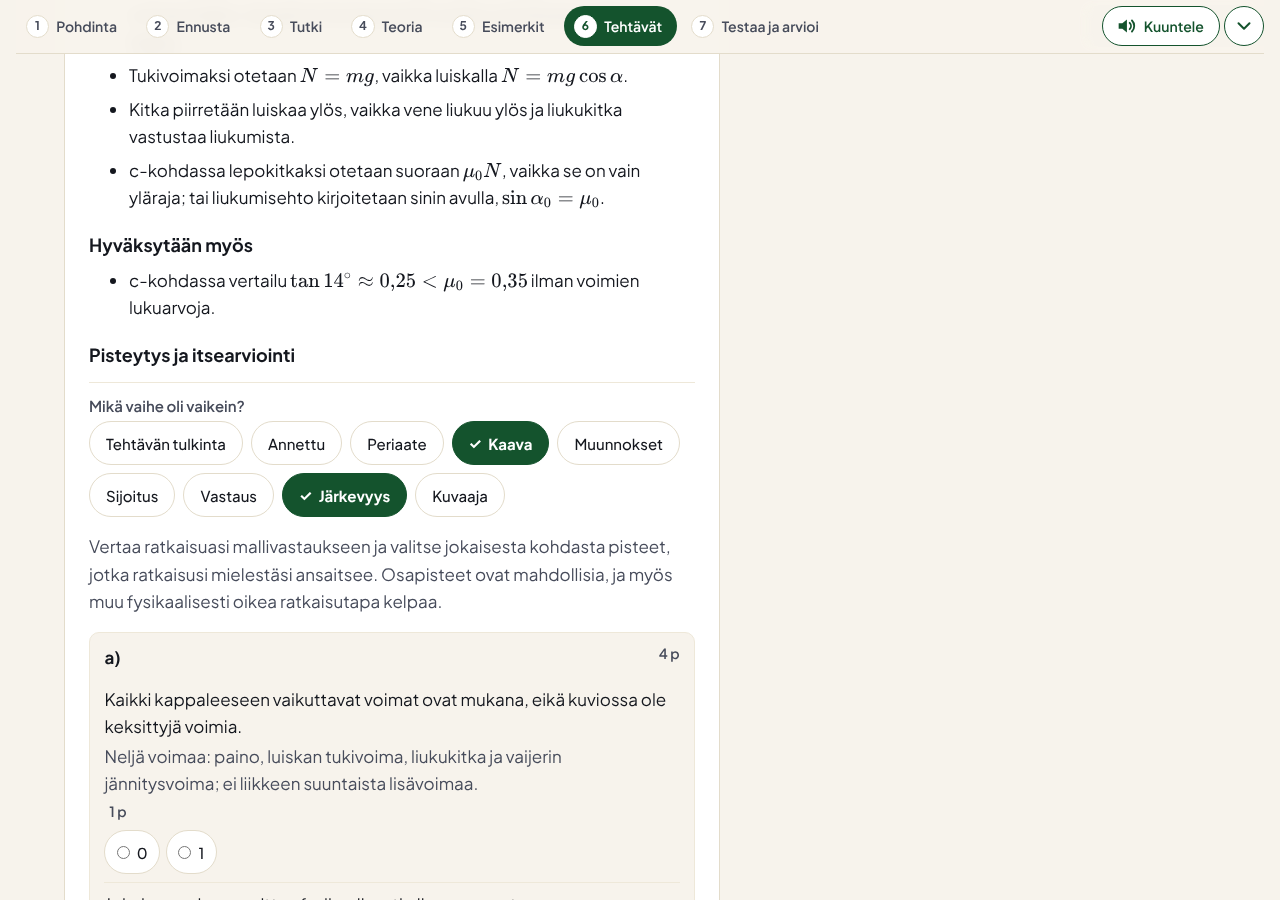 1 Pohdinta 2 Ennusta 3 Tutki 4 Teoria 5 Esimerkit 6 Tehtävät 7 Testaa ja arvioi Kuuntele
• Tukivoimaksi otetaan N = mg, vaikka luiskalla N = mg cos α.
• Kitka piirretään luiskaa ylös, vaikka vene liukuu ylös ja liukukitka
vastustaa liukumista.
• c-kohdassa lepokitkaksi otetaan suoraan μ₀N, vaikka se on vain
yläraja; tai liukumisehto kirjoitetaan sinin avulla, sin α₀ = μ₀.
Hyväksytään myös
• c-kohdassa vertailu tan 14° ≈ 0,25 < μ₀ = 0,35 ilman voimien
lukuarvoja.
Pisteytys ja itsearviointi
Mikä vaihe oli vaikein?
Tehtävän tulkinta Annettu Periaate ✓ Kaava Muunnokset
Sijoitus Vastaus ✓ Järkevyys Kuvaaja
Vertaa ratkaisuasi mallivastaukseen ja valitse jokaisesta kohdasta pisteet,
jotka ratkaisusi mielestäsi ansaitsee. Osapisteet ovat mahdollisia, ja myös
muu fysikaalisesti oikea ratkaisutapa kelpaa.
a) 4 p
Kaikki kappaleeseen vaikuttavat voimat ovat mukana, eikä kuviossa ole
keksittyjä voimia.
Neljä voimaa: paino, luiskan tukivoima, liukukitka ja vaijerin
jännitysvoima; ei liikkeen suuntaista lisävoimaa.
1 p
0 1